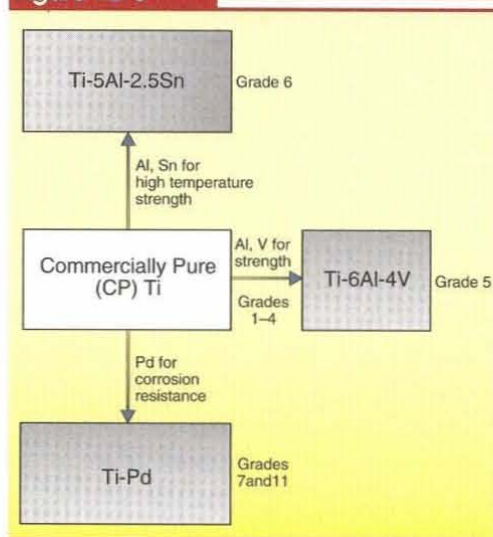 Ti-5Al-2.5Sn
Grade 6
Al, Sn for
high temperature
strength
Commercially Pure
(CP) Ti
Al, V for
strength
Grades
1–4
Ti-6Al-4V
Grade 5
Pd for
corrosion
resistance
Ti-Pd
Grades
7and11